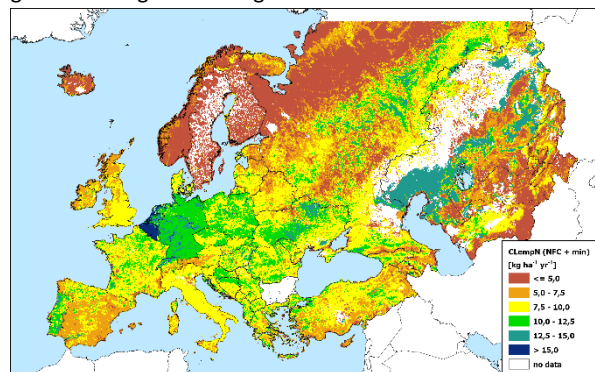 CLempN (NFC + min)
[kg ha⁻¹ yr⁻¹]
<= 5,0
5,0 - 7,5
7,5 - 10,0
10,0 - 12,5
12,5 - 15,0
> 15,0
no data